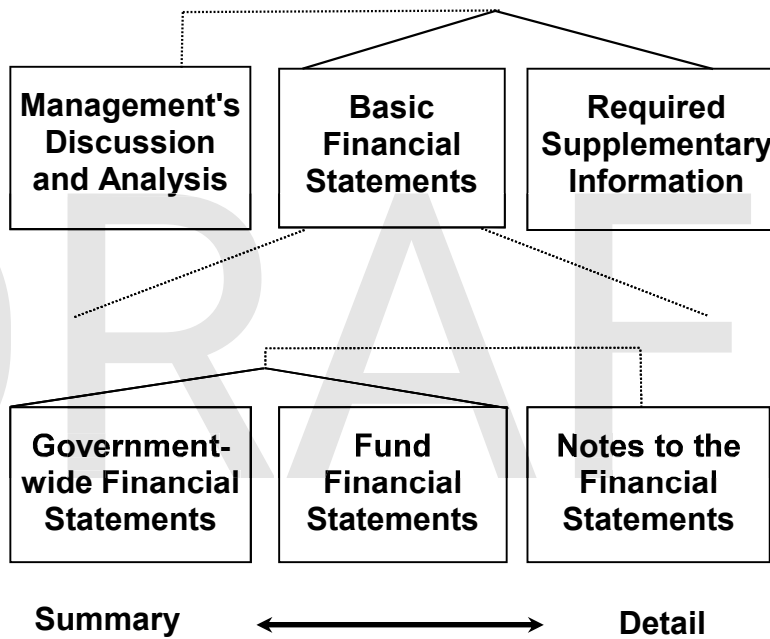 Management's
Discussion
and Analysis
Basic
Financial
Statements
Required
Supplementary
Information
DRAF
Government-
wide Financial
Statements
Fund
Financial
Statements
Notes to the
Financial
Statements
Summary
Detail